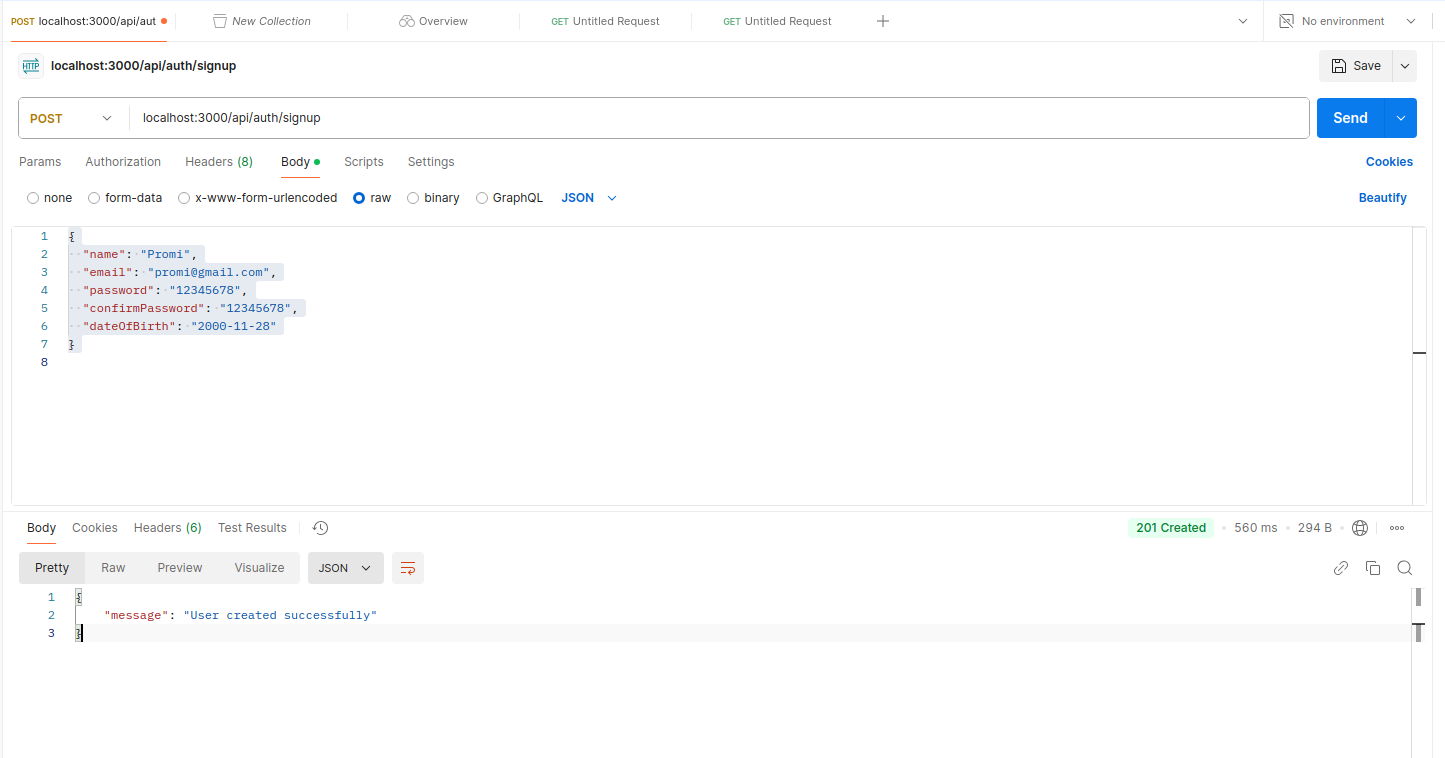 POST localhost:3000/api/aut New Collection Overview GET Untitled Request GET Untitled Request No environment
HTTP localhost:3000/api/auth/signup Save
POST localhost:3000/api/auth/signup Send
Params Authorization Headers (8) Body Scripts Settings Cookies
none form-data x-www-form-urlencoded raw binary GraphQL JSON Beautify
1 {
2 "name": "Promi",
3 "email": "promi@gmail.com",
4 "password": "12345678",
5 "confirmPassword": "12345678",
6 "dateOfBirth": "2000-11-28"
7 }
8
Body Cookies Headers (6) Test Results 201 Created 560 ms 294 B
Pretty Raw Preview Visualize JSON
1 {
2 "message": "User created successfully"
3 }